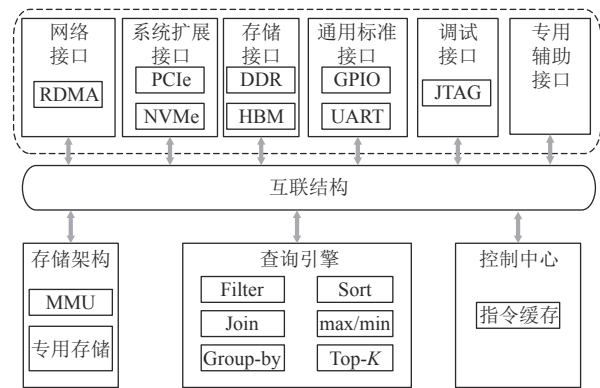 网络
接口
RDMA
系统扩展
接口
PCIe
NVMe
存储
接口
DDR
HBM
通用标准
接口
GPIO
UART
调试
接口
JTAG
专用
辅助
接口
互联结构
存储架构
MMU
专用存储
查询引擎
Filter
Sort
Join
max/min
Group-by
Top-K
控制中心
指令缓存